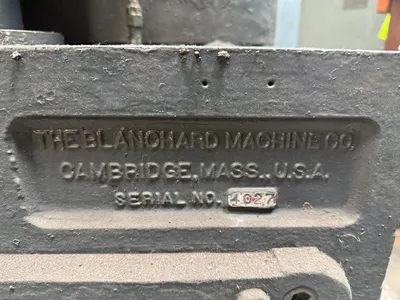 THE BLANCHARD MACHINE CO.
CAMBRIDGE, MASS., U.S.A.
SERIAL NO. 4027